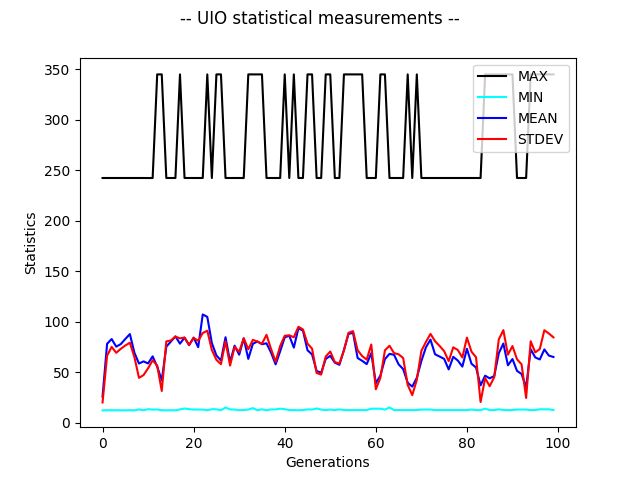 -- UIO statistical measurements --
350
300
250
200
150
100
50
0
Statistics
MAX
MIN
MEAN
STDEV
0 20 40 60 80 100
Generations